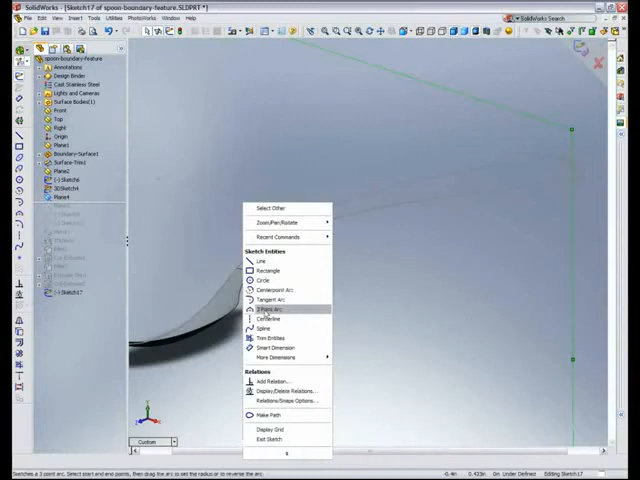 SolidWorks - [Sketch17 of spoon-boundary-feature.SLDPRT *]
File Edit View Insert Tools Utilities PhotoWorks Window Help
SolidWorks Search
spoon-boundary-feature
Annotations
Design Binder
Cast Stainless Steel
Lights and Cameras
Surface Bodies(1)
Front
Top
Right
Origin
Plane1
Boundary-Surface1
Surface-Trim1
Plane2
(-) Sketch6
3DSketch4
Plane4
(-) Sketch17
Select Other
Zoom/Pan/Rotate
Recent Commands
Sketch Entities
Line
Rectangle
Circle
Centerpoint Arc
Tangent Arc
3 Point Arc
Centerline
Spline
Trim Entities
Smart Dimension
More Dimensions
Relations
Add Relation...
Display/Delete Relations...
Relations/Snaps Options...
Make Path
Display Grid
Exit Sketch
Custom
Sketches a 3 point arc. Select start and end points, then drag the arc to set the radius or to reverse the arc.
Under Defined
Editing Sketch17